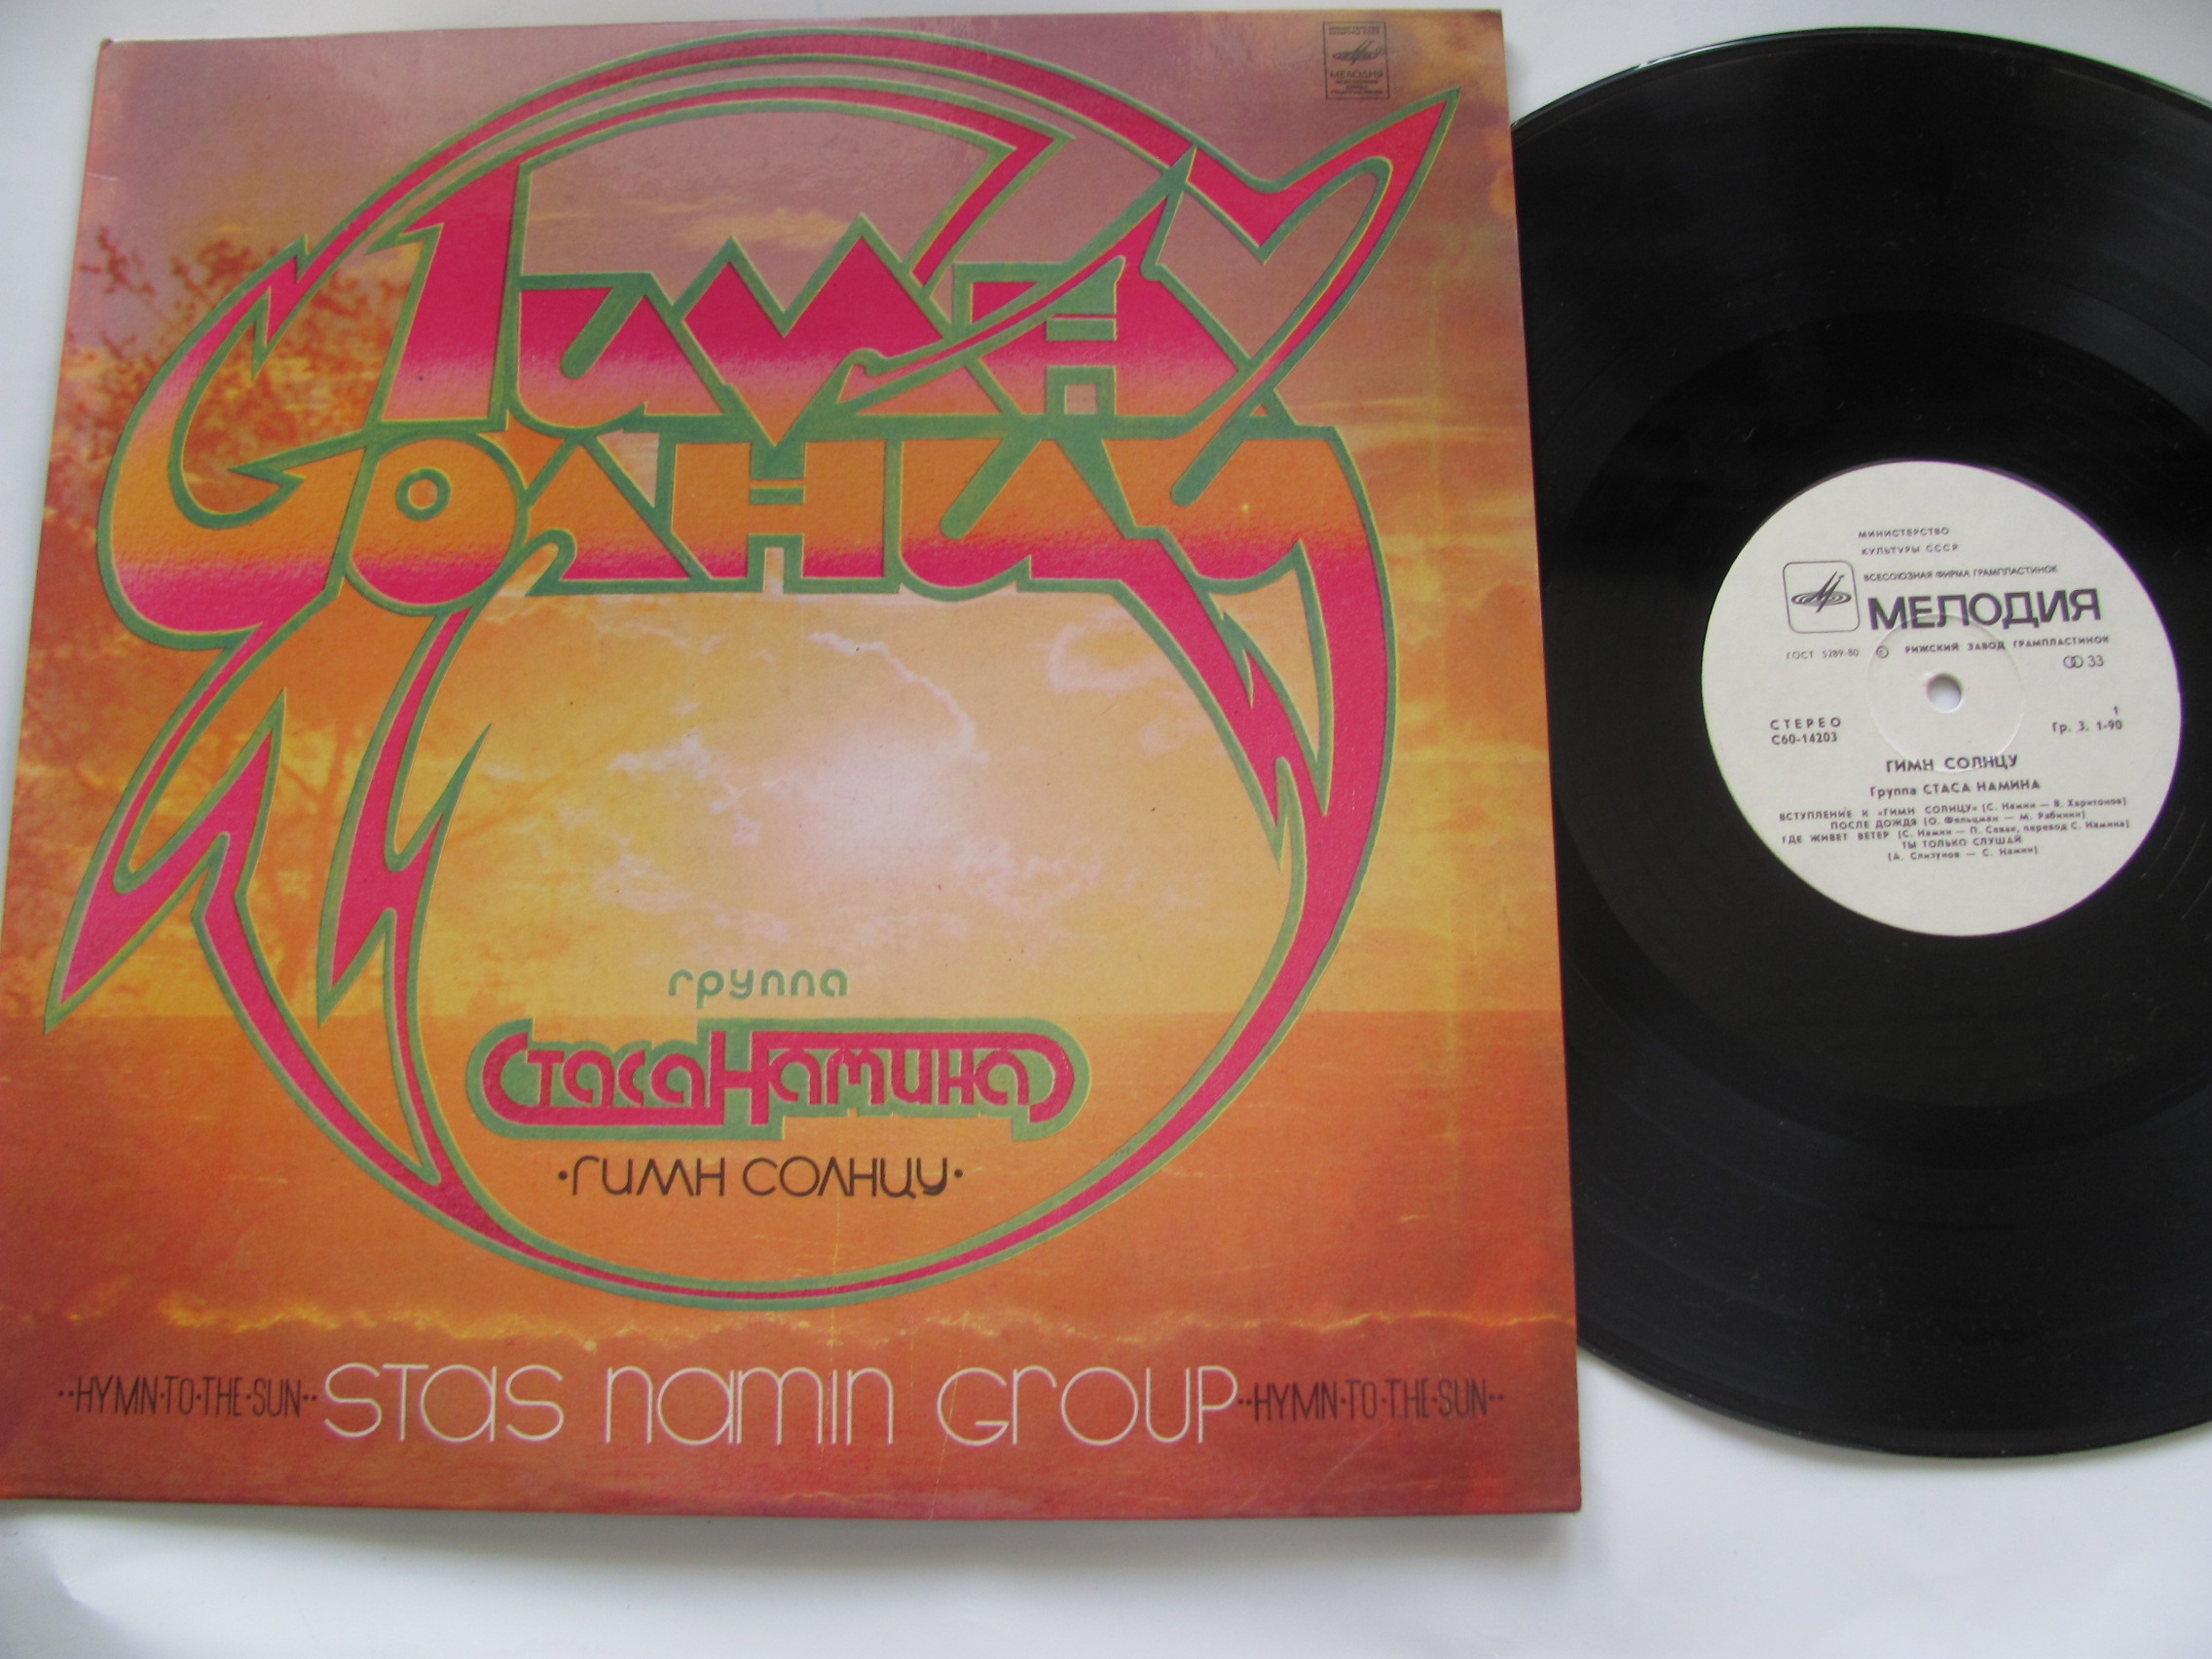 МЕЛОДИЯ
Гимн
Солнцу
группа
Стаса Намина
•ГИМН СОЛНЦУ•
··HYMN·TO·THE·SUN·· STAS NAMIN GROUP ··HYMN·TO·THE·SUN··
МИНИСТЕРСТВО
КУЛЬТУРЫ СССР
ВСЕСОЮЗНАЯ ФИРМА ГРАМПЛАСТИНОК
МЕЛОДИЯ
ГОСТ 5289-80 РИЖСКИЙ ЗАВОД ГРАМПЛАСТИНОК
33
СТЕРЕО 1
С60-14203 Гр. 3. 1-90
ГИМН СОЛНЦУ
Группа СТАСА НАМИНА
ВСТУПЛЕНИЕ К «ГИМН СОЛНЦУ» (С. Намин — В. Харитонов)
ПОСЛЕ ДОЖДЯ (О. Фельцман — М. Рябинин)
ГДЕ ЖИВЕТ ВЕТЕР (С. Намин — П. Севак, перевод С. Намина)
ТЫ ТОЛЬКО СЛУШАЙ
(А. Слизунов — С. Намин)